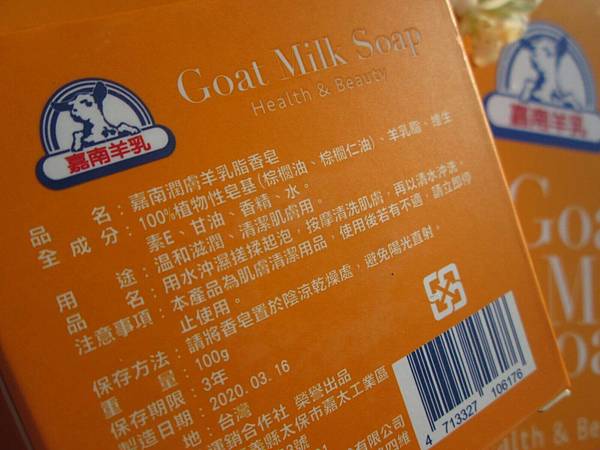 Goat Milk Soap
Health & Beauty
嘉南羊乳
品 名：嘉南潤膚羊乳脂香皂
全成分：100%植物性皂基(棕櫚油、棕櫚仁油)、羊乳脂、維生
素E、甘油、香精、水。
用 途：溫和滋潤、清潔肌膚用。
品 名：用水沖濕搓揉起泡，按摩清洗肌膚，再以清水沖洗。
注意事項：本產品為肌膚清潔用品，使用後若有不適，請立即停
止使用。
保存方法：請將香皂置於陰涼乾燥處，避免陽光直射。
重 量：100g
保存期限：3年
製造日期：2020.03.16
地：台灣
運銷合作社 榮譽出品
義縣太保市嘉太工業區
有限公司
4 713327 106176
嘉南羊乳
Goa
M
Soa
Health &